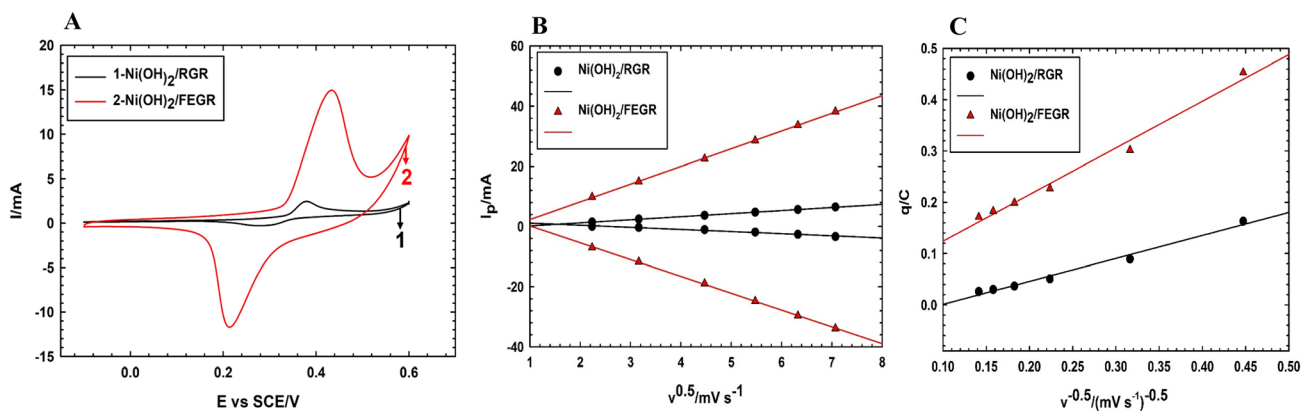 A
I/mA
20
15
10
5
0
-5
-10
-15
1-Ni(OH)2/RGR
2-Ni(OH)2/FEGR
2
1
0.0
0.2
0.4
0.6
E vs SCE/V
B
Ip/mA
60
40
20
0
-20
-40
Ni(OH)2/RGR
Ni(OH)2/FEGR
1
2
3
4
5
6
7
8
v^0.5/mV s^-1
C
q/C
0.5
0.4
0.3
0.2
0.1
0.0
Ni(OH)2/RGR
Ni(OH)2/FEGR
0.10
0.15
0.20
0.25
0.30
0.35
0.40
0.45
0.50
v^-0.5/(mV s^-1)^-0.5